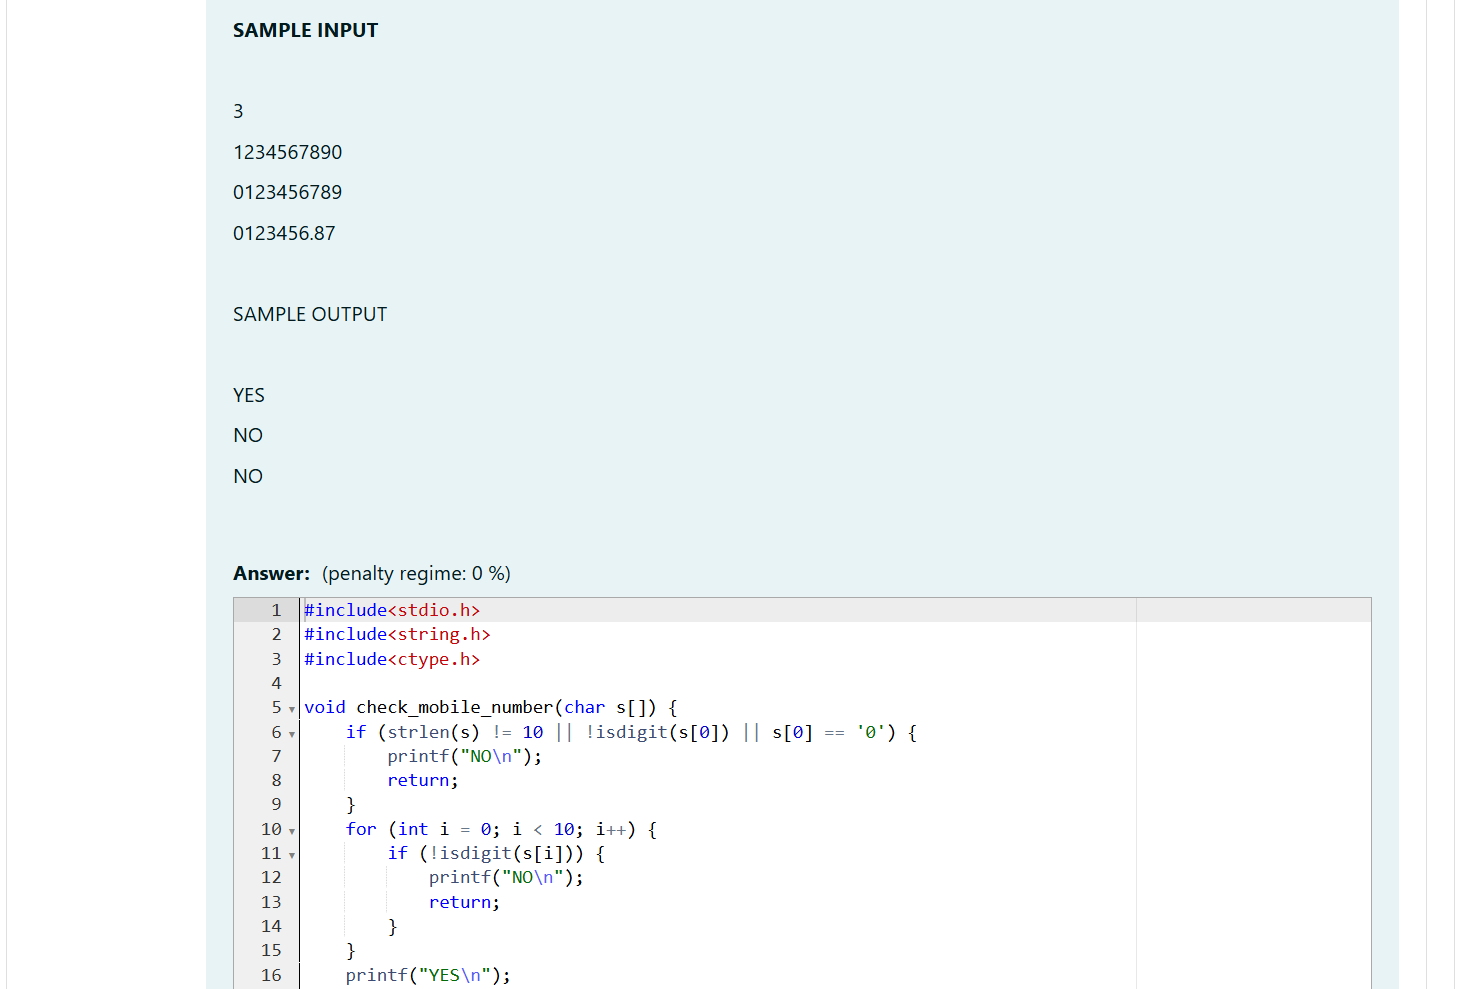 SAMPLE INPUT
3
1234567890
0123456789
0123456.87
SAMPLE OUTPUT
YES
NO
NO
Answer: (penalty regime: 0 %)
1 #include<stdio.h>
2 #include<string.h>
3 #include<ctype.h>
4
5 void check_mobile_number(char s[]) {
6     if (strlen(s) != 10 || !isdigit(s[0]) || s[0] == '0') {
7         printf("NO\n");
8         return;
9     }
10     for (int i = 0; i < 10; i++) {
11         if (!isdigit(s[i])) {
12             printf("NO\n");
13             return;
14         }
15     }
16     printf("YES\n");